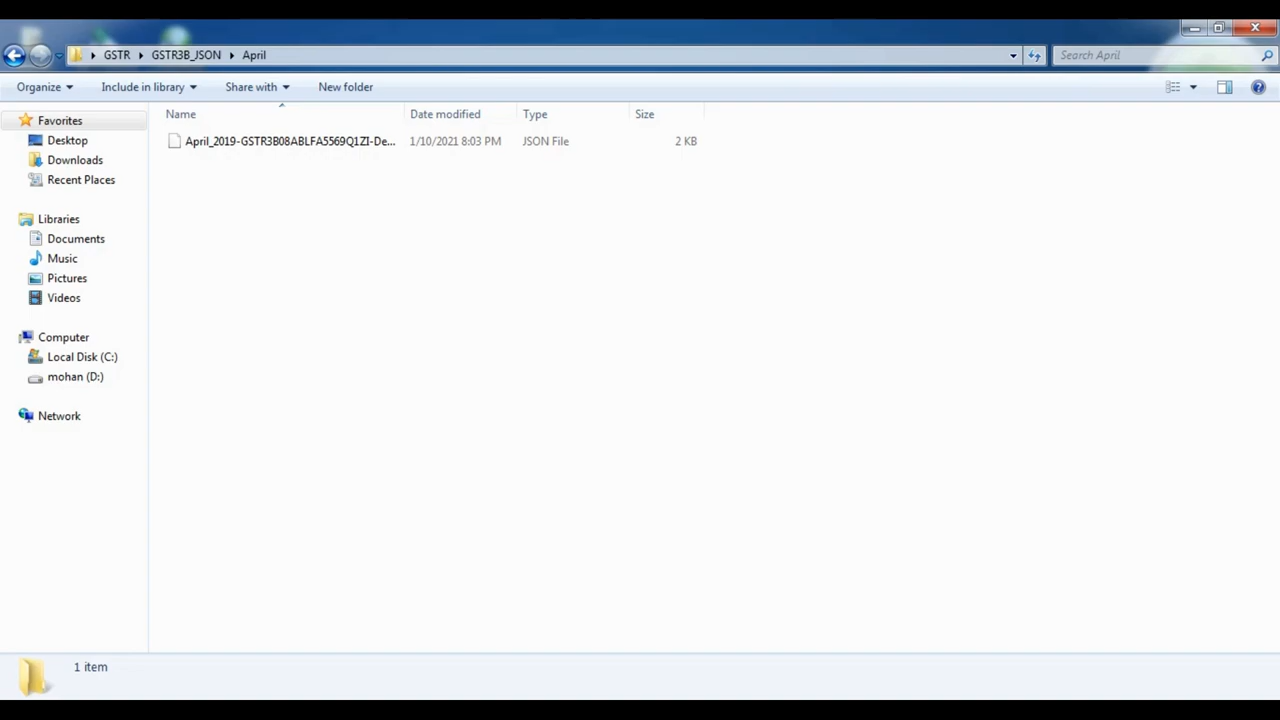 GSTR GSTR3B_JSON April Search April
Organize Include in library Share with New folder
Name Date modified Type Size
April_2019-GSTR3B08ABLFA5569Q1ZI-De... 1/10/2021 8:03 PM JSON File 2 KB
Favorites
Desktop
Downloads
Recent Places
Libraries
Documents
Music
Pictures
Videos
Computer
Local Disk (C:)
mohan (D:)
Network
1 item